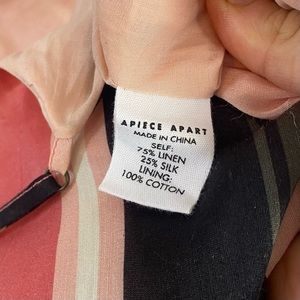 APIECE APART
MADE IN CHINA
SELF:
75% LINEN
25% SILK
LINING:
100% COTTON